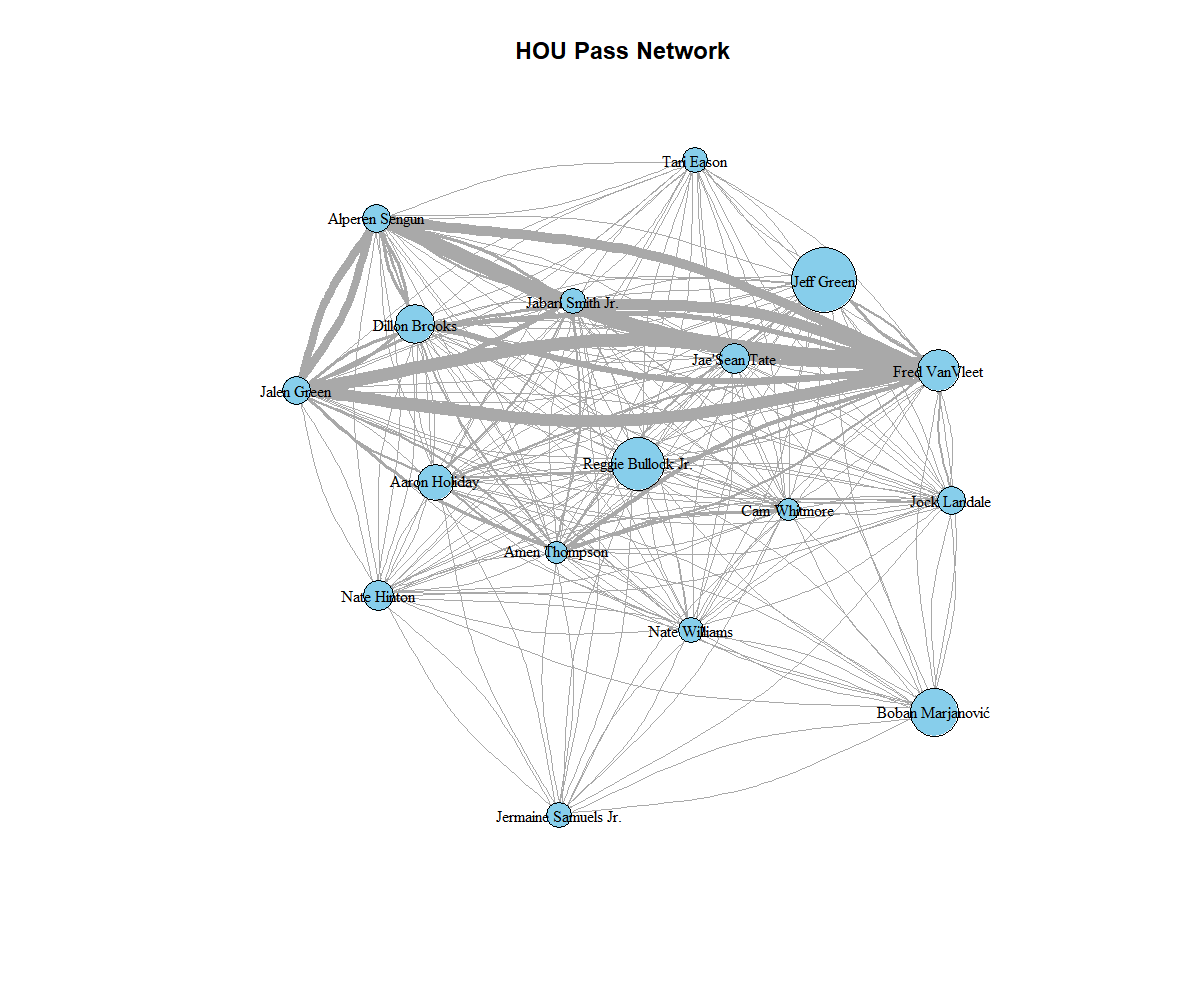 HOU Pass Network
Tari Eason
Alperen Sengun
Jeff Green
Jabari Smith Jr.
Dillon Brooks
Jae'Sean Tate
Fred VanVleet
Jalen Green
Reggie Bullock Jr.
Aaron Holiday
Jock Landale
Cam Whitmore
Amen Thompson
Nate Hinton
Nate Williams
Boban Marjanović
Jermaine Samuels Jr.